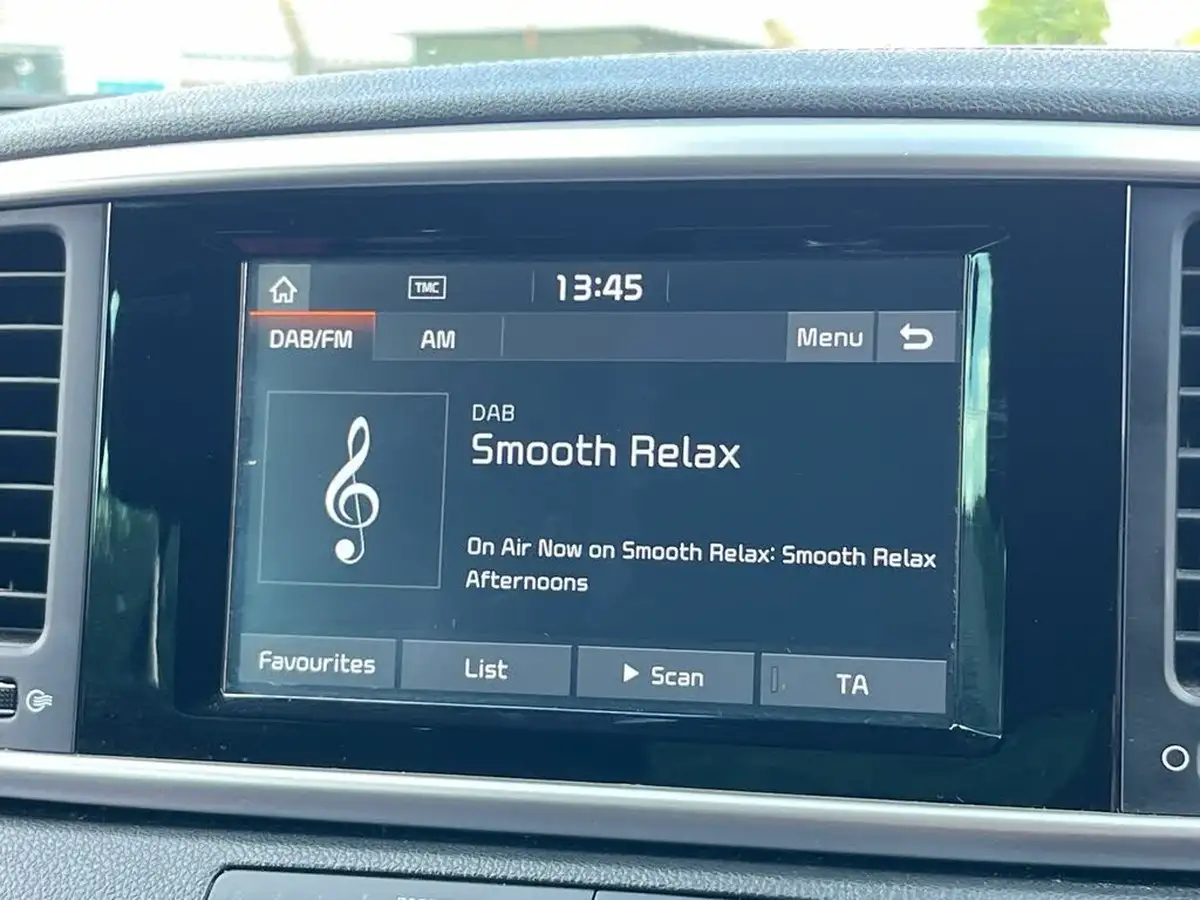 TMC 13:45
DAB/FM AM Menu
DAB
Smooth Relax
On Air Now on Smooth Relax: Smooth Relax
Afternoons
Favourites List Scan TA